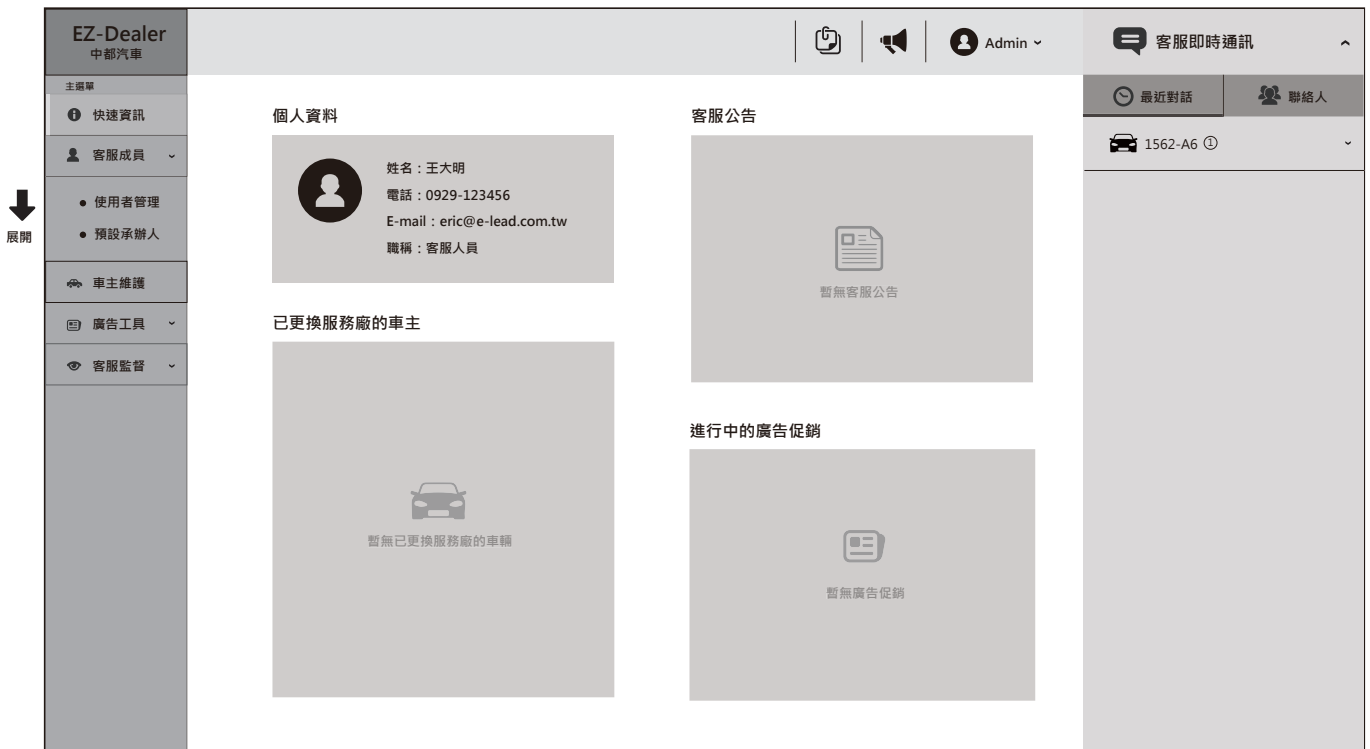 EZ-Dealer
中都汽車
Admin
客服即時通訊
主選單
快速資訊
客服成員
使用者管理
預設承辦人
車主維護
廣告工具
客服監督
展開
個人資料
姓名：王大明
電話：0929-123456
E-mail：eric@e-lead.com.tw
職稱：客服人員
已更換服務廠的車主
暫無已更換服務廠的車輛
客服公告
暫無客服公告
進行中的廣告促銷
暫無廣告促銷
最近對話
聯絡人
1562-A6 ①